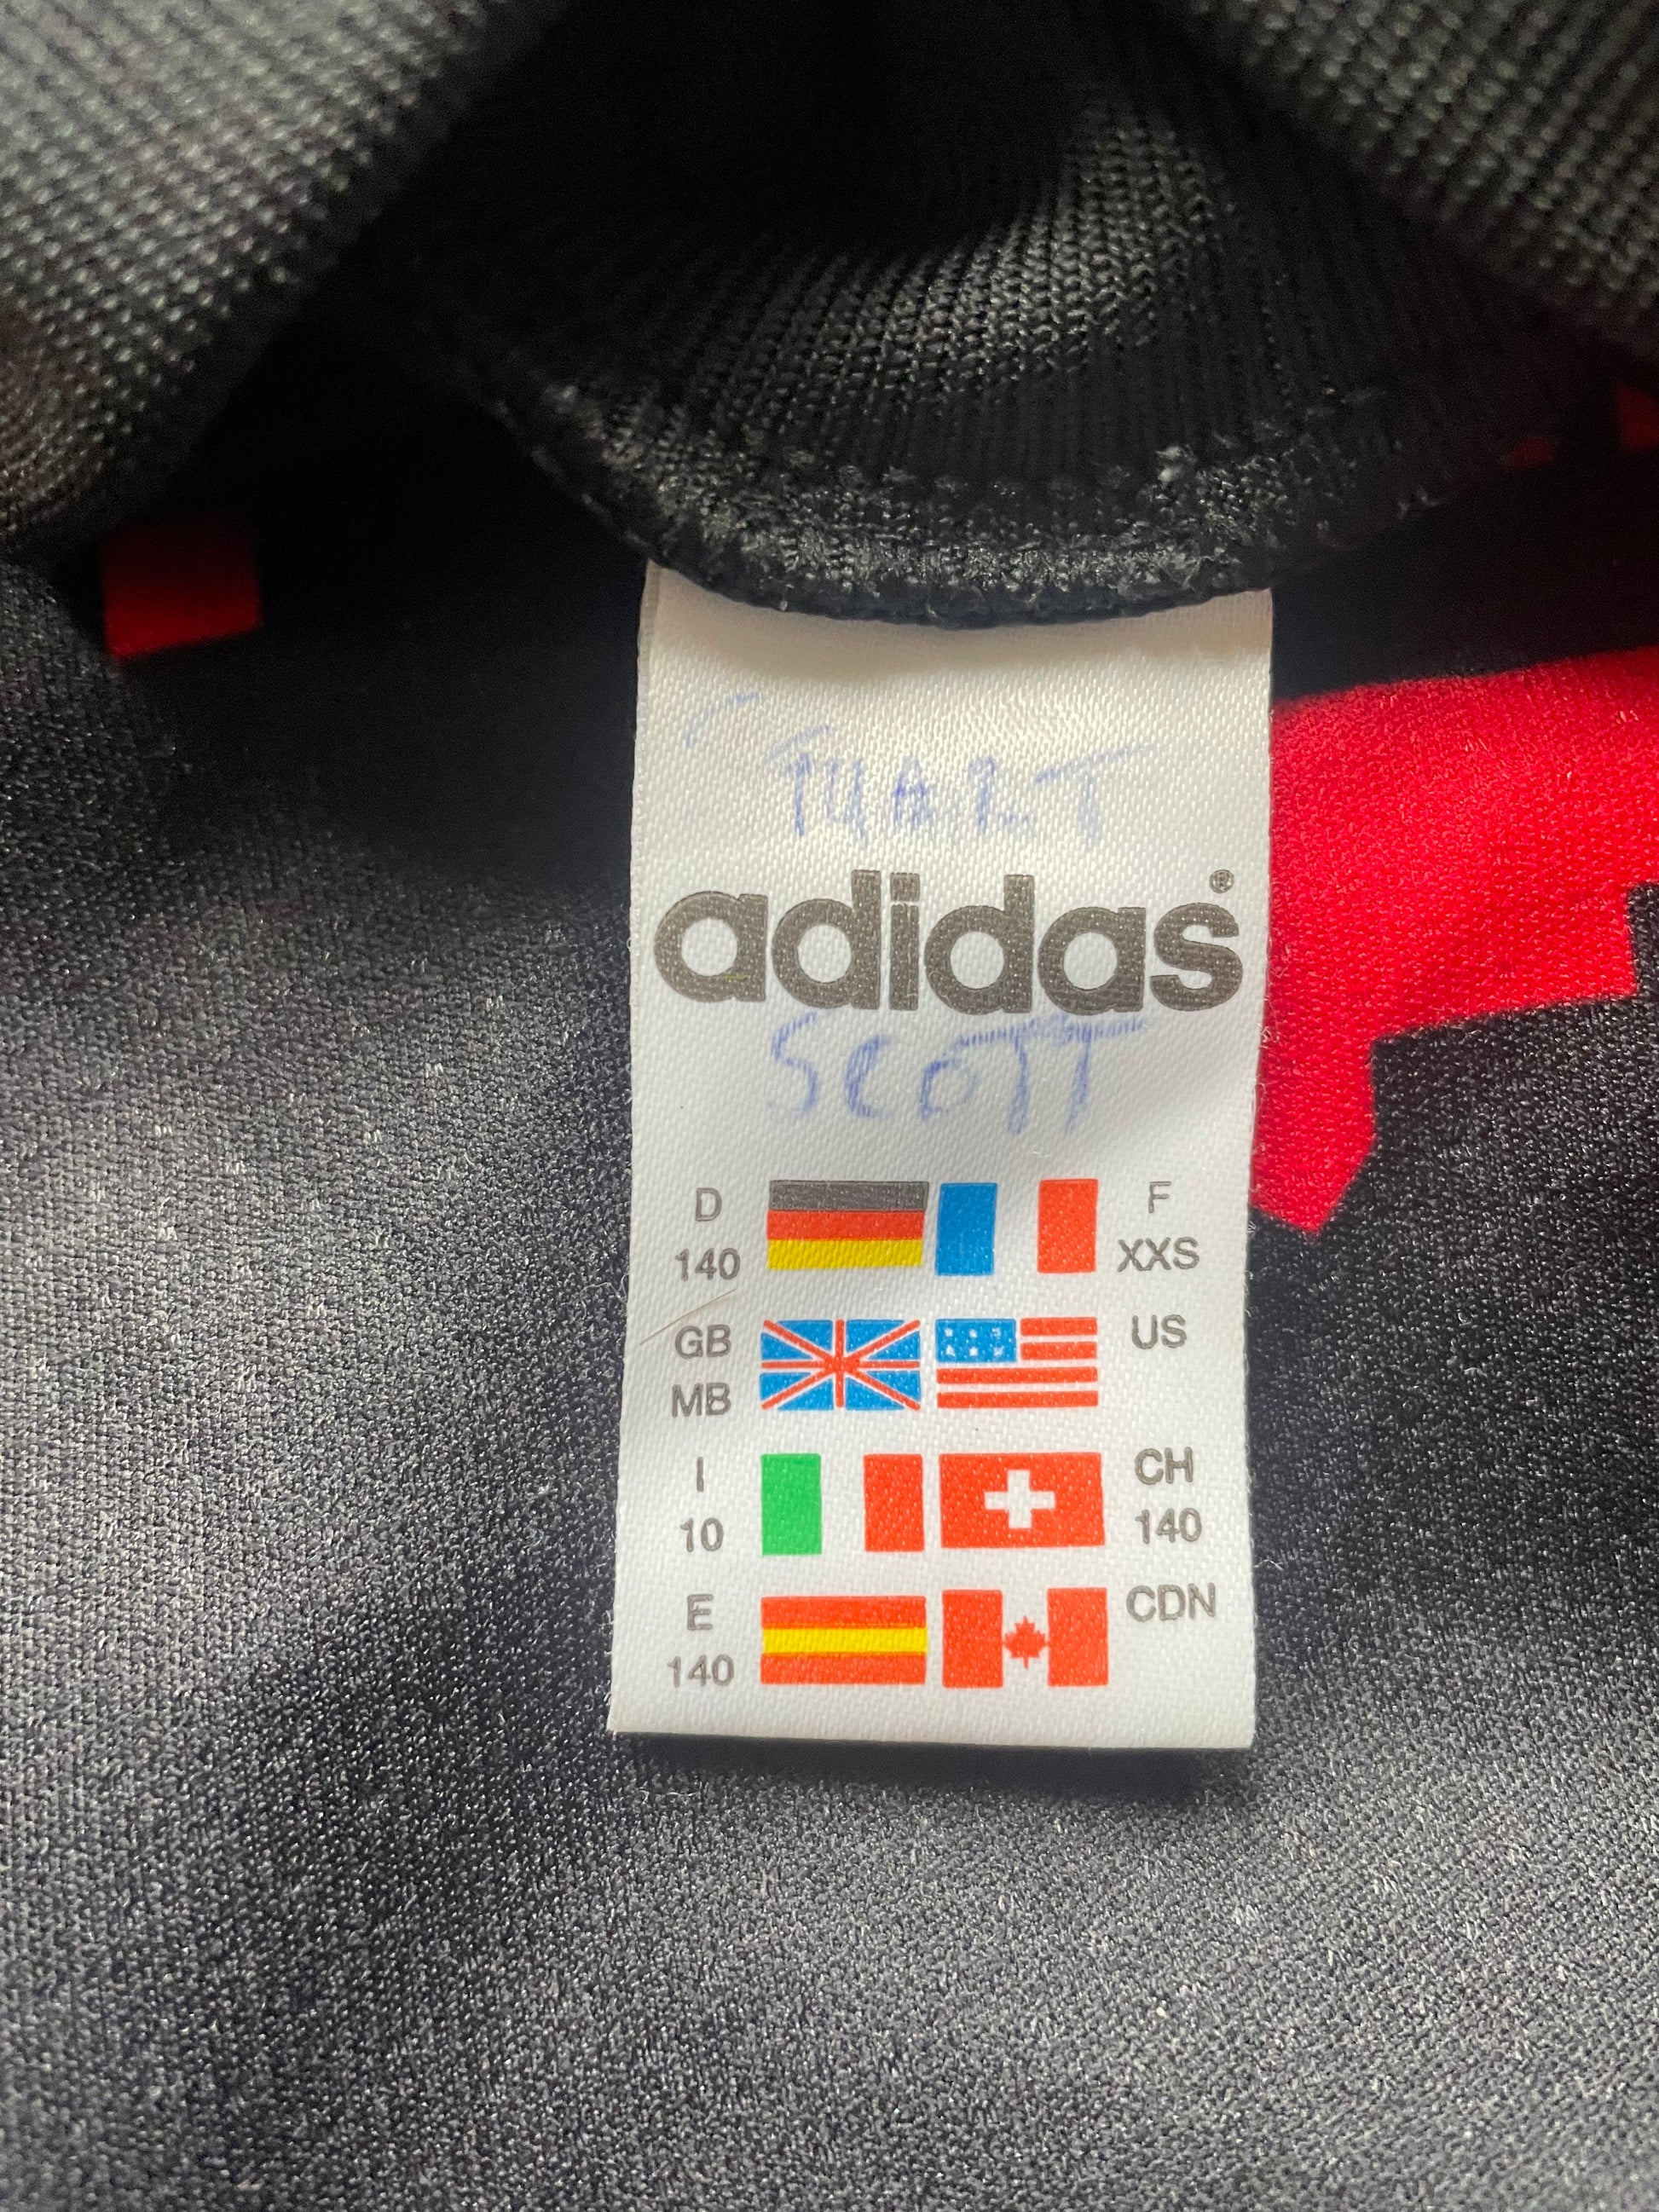 TUART
adidas®
SCOTT
D F
140 XXS
GB US
MB
I CH
10 140
E CDN
140